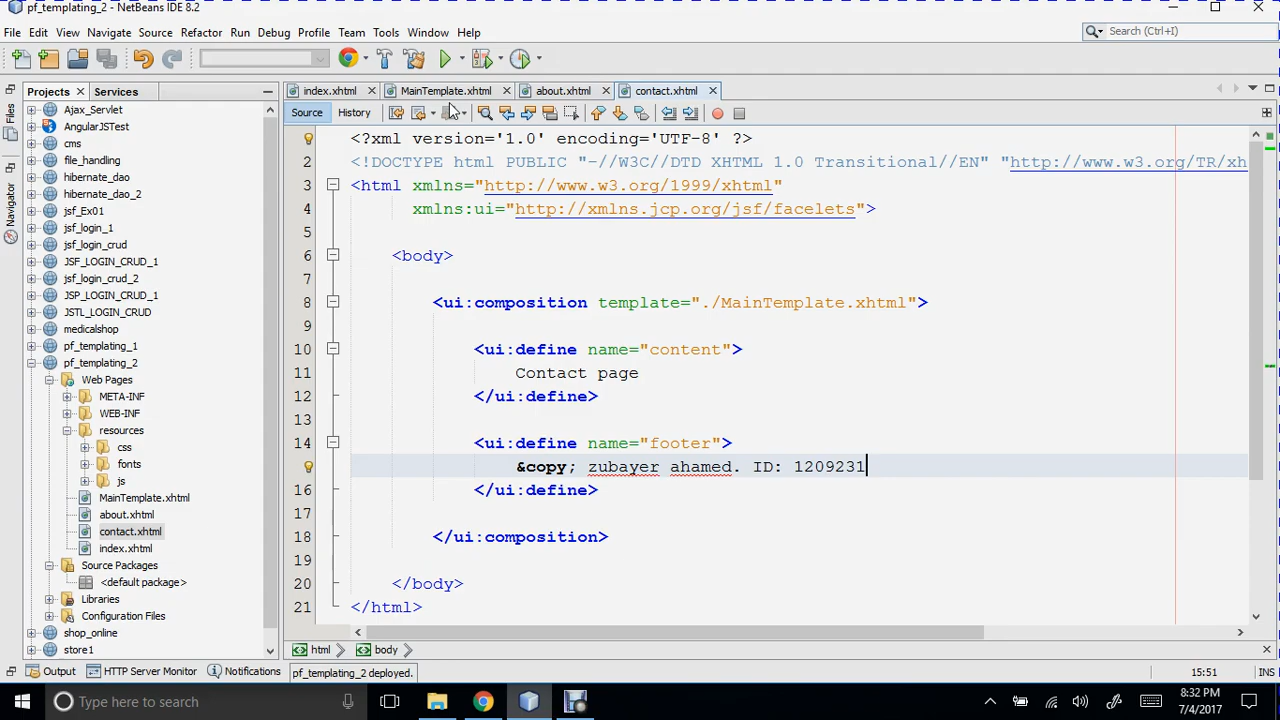 pf_templating_2 - NetBeans IDE 8.2
File Edit View Navigate Source Refactor Run Debug Profile Team Tools Window Help
Search (Ctrl+I)
Projects
Services
Files
Navigator
index.xhtml
MainTemplate.xhtml
about.xhtml
contact.xhtml
Source
History
Ajax_Servlet
AngularJSTest
cms
file_handling
hibernate_dao
hibernate_dao_2
jsf_Ex01
jsf_login_1
jsf_login_crud
JSF_LOGIN_CRUD_1
jsf_login_crud_2
JSP_LOGIN_CRUD_1
JSTL_LOGIN_CRUD
medicalshop
pf_templating_1
pf_templating_2
Web Pages
META-INF
WEB-INF
resources
css
fonts
js
MainTemplate.xhtml
about.xhtml
contact.xhtml
index.xhtml
Source Packages
<default package>
Libraries
Configuration Files
shop_online
store1
<?xml version='1.0' encoding='UTF-8' ?>
2 <!DOCTYPE html PUBLIC "-//W3C//DTD XHTML 1.0 Transitional//EN" "http://www.w3.org/TR/xh
3 <html xmlns="http://www.w3.org/1999/xhtml"
4 xmlns:ui="http://xmlns.jcp.org/jsf/facelets">
5
6 <body>
7
8 <ui:composition template="./MainTemplate.xhtml">
9
10 <ui:define name="content">
11 Contact page
12 </ui:define>
13
14 <ui:define name="footer">
&copy; zubayer ahamed. ID: 1209231
16 </ui:define>
17
18 </ui:composition>
19
20 </body>
21 </html>
html
body
Output
HTTP Server Monitor
Notifications
pf_templating_2 deployed.
15:51
INS
Type here to search
8:32 PM
7/4/2017